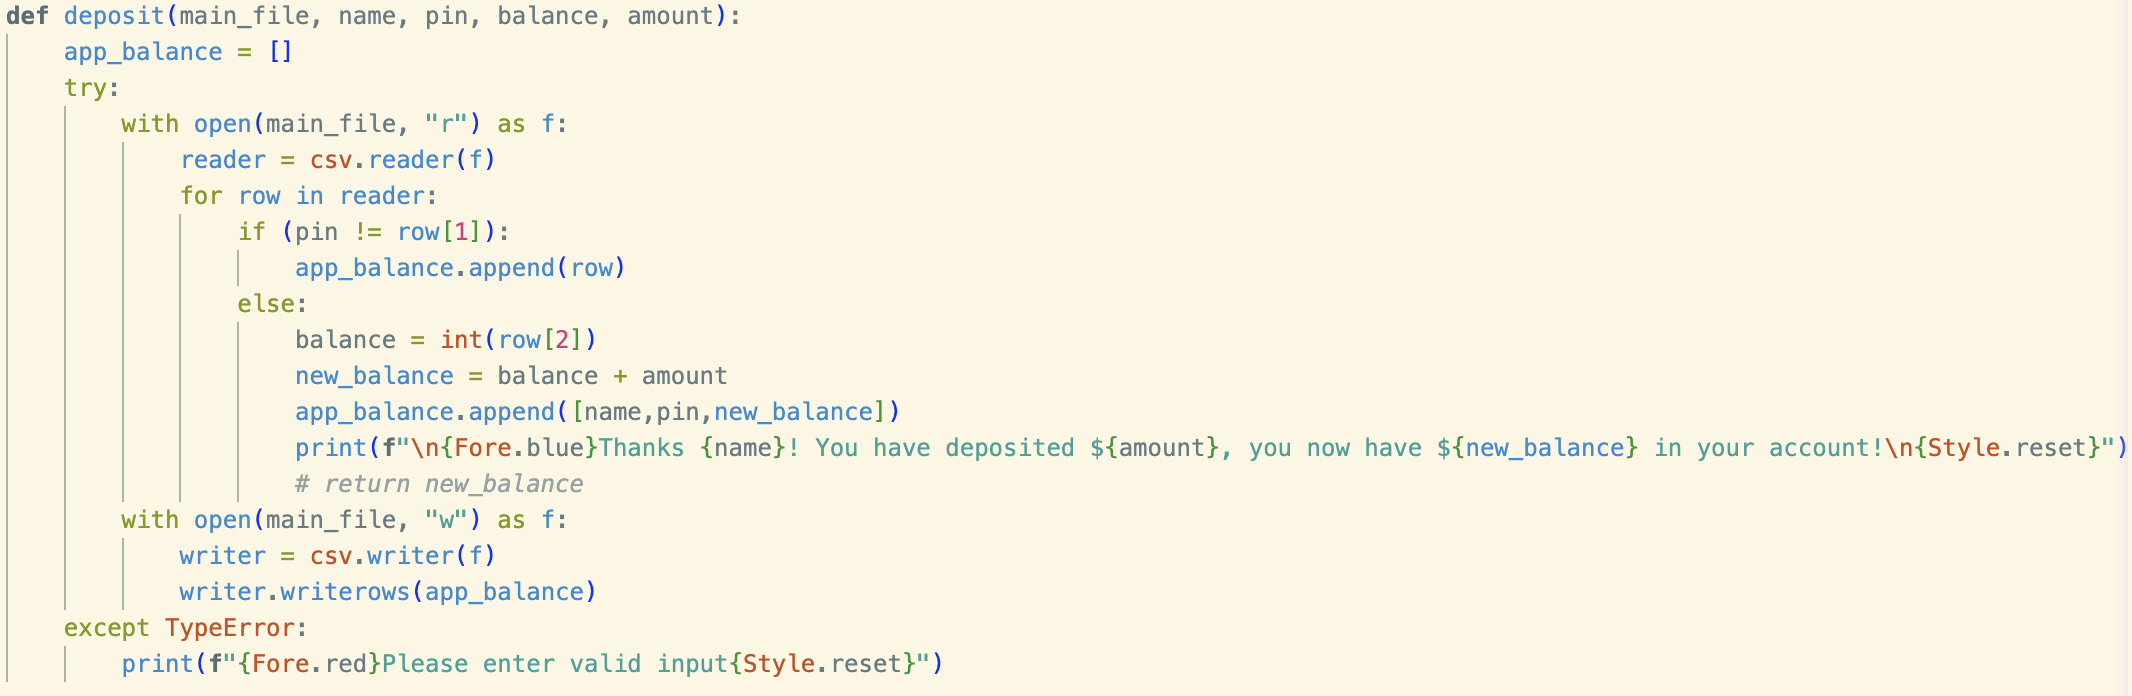 def deposit(main_file, name, pin, balance, amount):
    app_balance = []
    try:
        with open(main_file, "r") as f:
            reader = csv.reader(f)
            for row in reader:
                if (pin != row[1]):
                    app_balance.append(row)
                else:
                    balance = int(row[2])
                    new_balance = balance + amount
                    app_balance.append([name,pin,new_balance])
                    print(f"\n{Fore.blue}Thanks {name}! You have deposited ${amount}, you now have ${new_balance} in your account!\n{Style.reset}")
                    # return new_balance
        with open(main_file, "w") as f:
            writer = csv.writer(f)
            writer.writerows(app_balance)
    except TypeError:
        print(f"{Fore.red}Please enter valid input{Style.reset}")